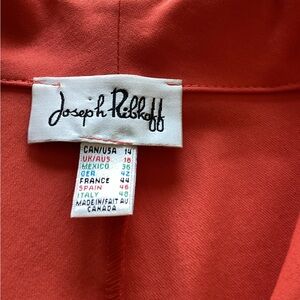 Joseph Ribkoff
CAN/USA 14
UK/AUS 16
MEXICO 36
GER 42
FRANCE 44
SPAIN 46
ITALY 48
MADE IN/FAIT AU
CANADA